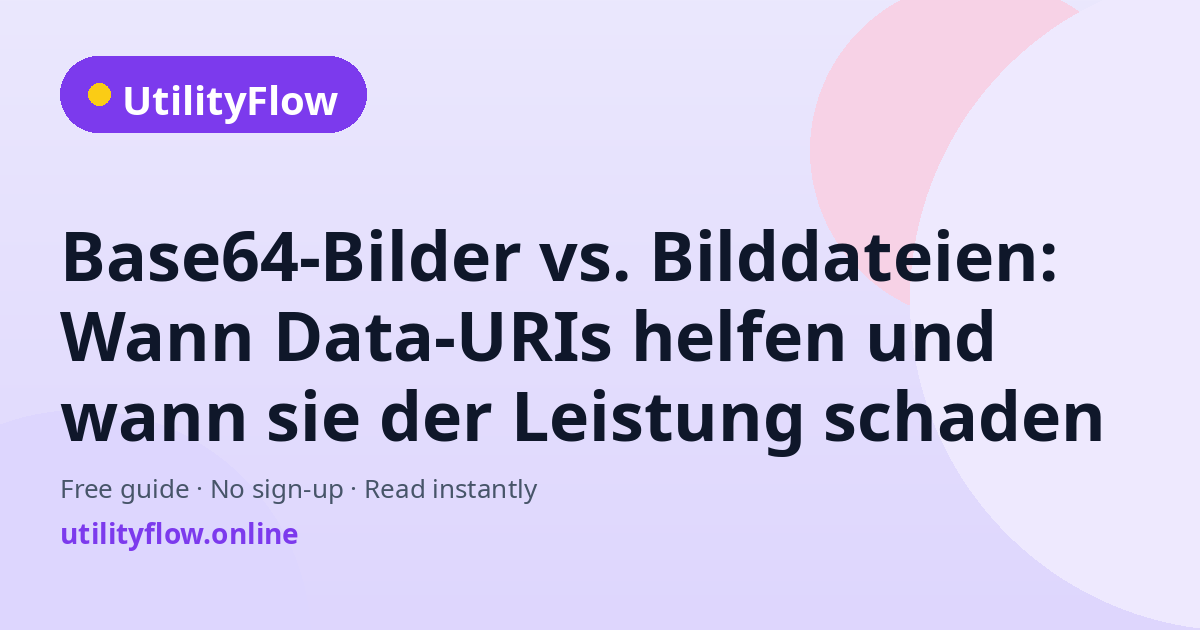 UtilityFlow
Base64-Bilder vs. Bilddateien:
Wann Data-URIs helfen und
wann sie der Leistung schaden
Free guide · No sign-up · Read instantly
utilityflow.online